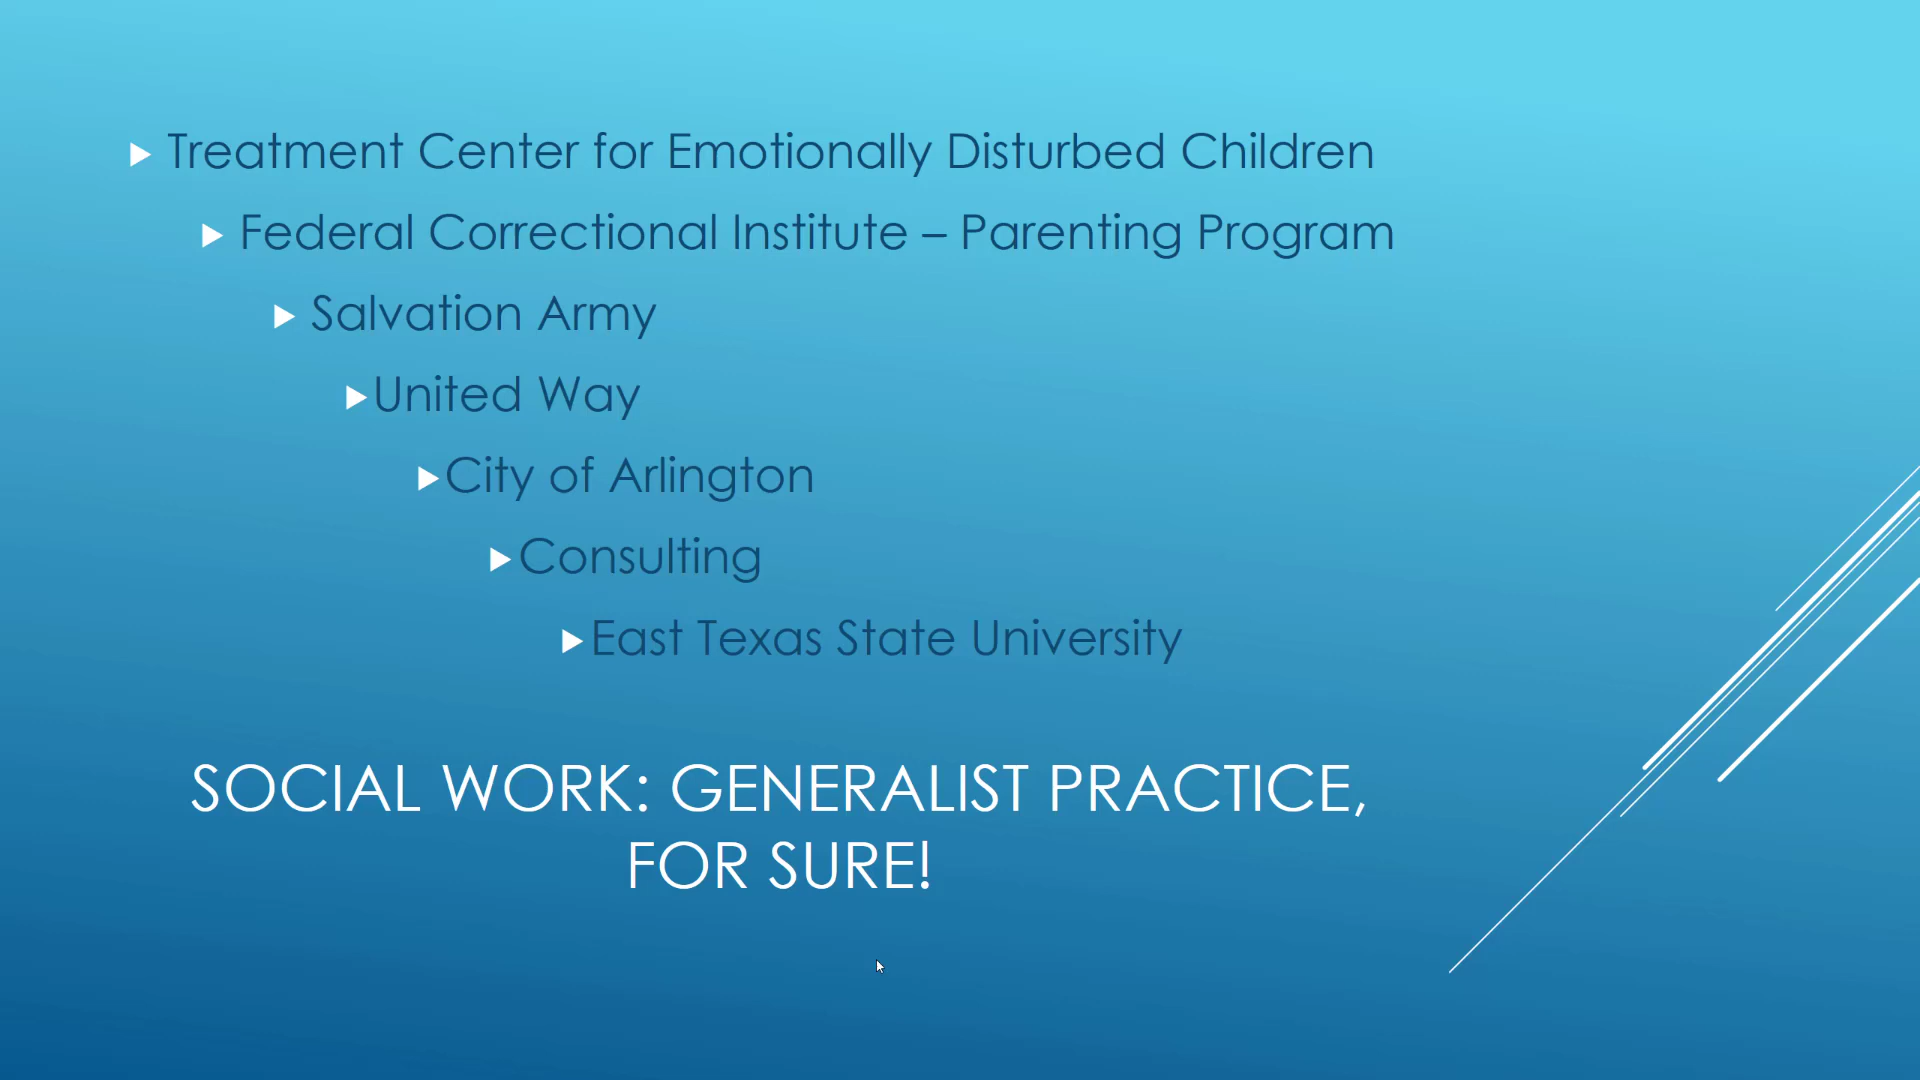 Treatment Center for Emotionally Disturbed Children
Federal Correctional Institute – Parenting Program
Salvation Army
United Way
City of Arlington
Consulting
East Texas State University
SOCIAL WORK: GENERALIST PRACTICE,
FOR SURE!